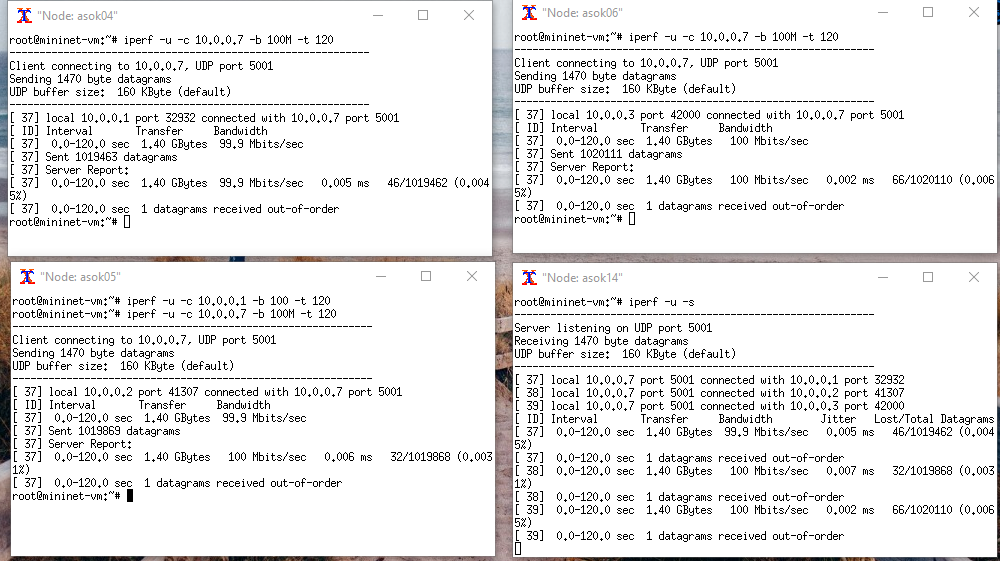 "Node: asok04"
root@mininet-vm:~# iperf -u -c 10.0.0.7 -b 100M -t 120
------------------------------------------------------------
Client connecting to 10.0.0.7, UDP port 5001
Sending 1470 byte datagrams
UDP buffer size:  160 KByte (default)
------------------------------------------------------------
[ 37] local 10.0.0.1 port 32932 connected with 10.0.0.7 port 5001
[ ID] Interval       Transfer     Bandwidth
[ 37]  0.0-120.0 sec  1.40 GBytes  99.9 Mbits/sec
[ 37] Sent 1019463 datagrams
[ 37] Server Report:
[ 37]  0.0-120.0 sec  1.40 GBytes  99.9 Mbits/sec   0.005 ms   46/1019462 (0.004
5%)
[ 37]  0.0-120.0 sec  1 datagrams received out-of-order
root@mininet-vm:~#
"Node: asok06"
root@mininet-vm:~# iperf -u -c 10.0.0.7 -b 100M -t 120
------------------------------------------------------------
Client connecting to 10.0.0.7, UDP port 5001
Sending 1470 byte datagrams
UDP buffer size:  160 KByte (default)
------------------------------------------------------------
[ 37] local 10.0.0.3 port 42000 connected with 10.0.0.7 port 5001
[ ID] Interval       Transfer     Bandwidth
[ 37]  0.0-120.0 sec  1.40 GBytes   100 Mbits/sec
[ 37] Sent 1020111 datagrams
[ 37] Server Report:
[ 37]  0.0-120.0 sec  1.40 GBytes   100 Mbits/sec   0.002 ms   66/1020110 (0.006
5%)
[ 37]  0.0-120.0 sec  1 datagrams received out-of-order
root@mininet-vm:~#
"Node: asok05"
root@mininet-vm:~# iperf -u -c 10.0.0.1 -b 100 -t 120
root@mininet-vm:~# iperf -u -c 10.0.0.7 -b 100M -t 120
------------------------------------------------------------
Client connecting to 10.0.0.7, UDP port 5001
Sending 1470 byte datagrams
UDP buffer size:  160 KByte (default)
------------------------------------------------------------
[ 37] local 10.0.0.2 port 41307 connected with 10.0.0.7 port 5001
[ ID] Interval       Transfer     Bandwidth
[ 37]  0.0-120.0 sec  1.40 GBytes  99.9 Mbits/sec
[ 37] Sent 1019869 datagrams
[ 37] Server Report:
[ 37]  0.0-120.0 sec  1.40 GBytes   100 Mbits/sec   0.006 ms   32/1019868 (0.003
1%)
[ 37]  0.0-120.0 sec  1 datagrams received out-of-order
root@mininet-vm:~#
"Node: asok14"
root@mininet-vm:~# iperf -u -s
------------------------------------------------------------
Server listening on UDP port 5001
Receiving 1470 byte datagrams
UDP buffer size:  160 KByte (default)
------------------------------------------------------------
[ 37] local 10.0.0.7 port 5001 connected with 10.0.0.1 port 32932
[ 38] local 10.0.0.7 port 5001 connected with 10.0.0.2 port 41307
[ 39] local 10.0.0.7 port 5001 connected with 10.0.0.3 port 42000
[ ID] Interval       Transfer     Bandwidth        Jitter   Lost/Total Datagrams
[ 37]  0.0-120.0 sec  1.40 GBytes  99.9 Mbits/sec   0.005 ms   46/1019462 (0.004
5%)
[ 37]  0.0-120.0 sec  1 datagrams received out-of-order
[ 38]  0.0-120.0 sec  1.40 GBytes   100 Mbits/sec   0.007 ms   32/1019868 (0.003
1%)
[ 38]  0.0-120.0 sec  1 datagrams received out-of-order
[ 39]  0.0-120.0 sec  1.40 GBytes   100 Mbits/sec   0.002 ms   66/1020110 (0.006
5%)
[ 39]  0.0-120.0 sec  1 datagrams received out-of-order